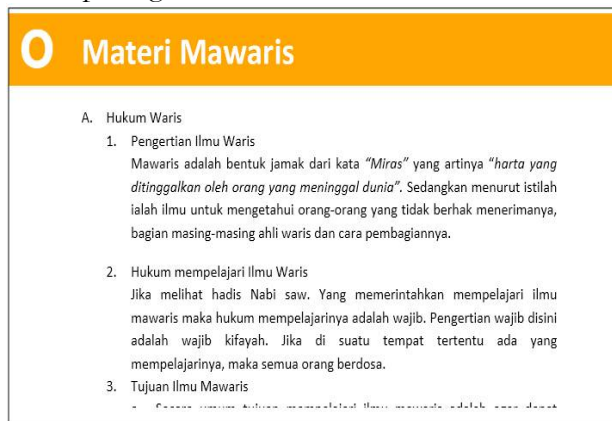 O Materi Mawaris
A. Hukum Waris
1. Pengertian Ilmu Waris
Mawaris adalah bentuk jamak dari kata “Miras” yang artinya “harta yang
ditinggalkan oleh orang yang meninggal dunia”. Sedangkan menurut istilah
ialah ilmu untuk mengetahui orang-orang yang tidak berhak menerimanya,
bagian masing-masing ahli waris dan cara pembagiannya.
2. Hukum mempelajari Ilmu Waris
Jika melihat hadis Nabi saw. Yang memerintahkan mempelajari ilmu
mawaris maka hukum mempelajarinya adalah wajib. Pengertian wajib disini
adalah wajib kifayah. Jika di suatu tempat tertentu ada yang
mempelajarinya, maka semua orang berdosa.
3. Tujuan Ilmu Mawaris